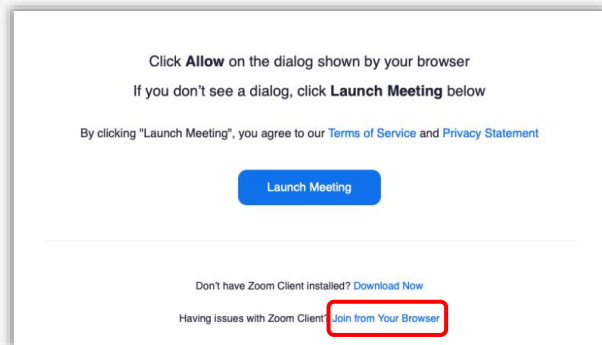 Click Allow on the dialog shown by your browser
If you don't see a dialog, click Launch Meeting below
By clicking "Launch Meeting", you agree to our Terms of Service and Privacy Statement
Launch Meeting
Don't have Zoom Client installed? Download Now
Having issues with Zoom Client? Join from Your Browser